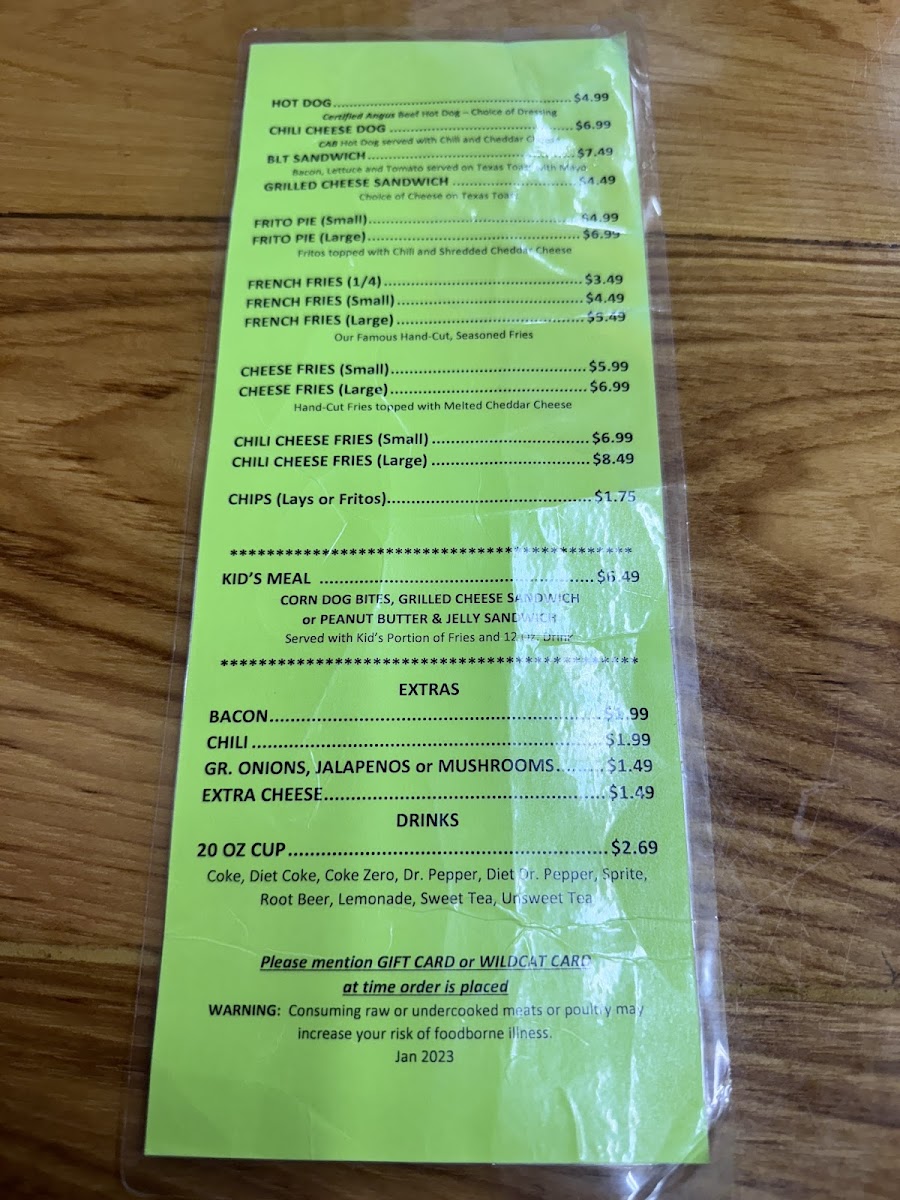 HOT DOG........................................................ $4.99
Certified Angus Beef Hot Dog – Choice of Dressing
CHILI CHEESE DOG ............................................ $6.99
CAB Hot Dog served with Chili and Cheddar Cheese
BLT SANDWICH.................................................. $7.49
Bacon, Lettuce and Tomato served on Texas Toast with Mayo
GRILLED CHEESE SANDWICH ............................. $4.49
Choice of Cheese on Texas Toast
FRITO PIE (Small)............................................... $4.99
FRITO PIE (Large)............................................... $6.99
Fritos topped with Chili and Shredded Cheddar Cheese
FRENCH FRIES (1/4) ........................................... $3.49
FRENCH FRIES (Small) ........................................ $4.49
FRENCH FRIES (Large) ........................................ $5.49
Our Famous Hand-Cut, Seasoned Fries
CHEESE FRIES (Small)......................................... $5.99
CHEESE FRIES (Large) ........................................ $6.99
Hand-Cut Fries topped with Melted Cheddar Cheese
CHILI CHEESE FRIES (Small) ................................ $6.99
CHILI CHEESE FRIES (Large) ................................ $8.49
CHIPS (Lays or Fritos)......................................... $1.75
*********************************************
KID'S MEAL ....................................................... $6.49
CORN DOG BITES, GRILLED CHEESE SANDWICH
or PEANUT BUTTER & JELLY SANDWICH
Served with Kid's Portion of Fries and 12 oz. Drink
*********************************************
EXTRAS
BACON..............................................................
CHILI ................................................................ $1.99
GR. ONIONS, JALAPENOS or MUSHROOMS........ $1.49
EXTRA CHEESE.................................................. $1.49
DRINKS
20 OZ CUP......................................................... $2.69
Coke, Diet Coke, Coke Zero, Dr. Pepper, Diet Dr. Pepper, Sprite,
Root Beer, Lemonade, Sweet Tea, Unsweet Tea
Please mention GIFT CARD or WILDCAT CARD
at time order is placed
WARNING: Consuming raw or undercooked meats or poultry may
increase your risk of foodborne illness.
Jan 2023